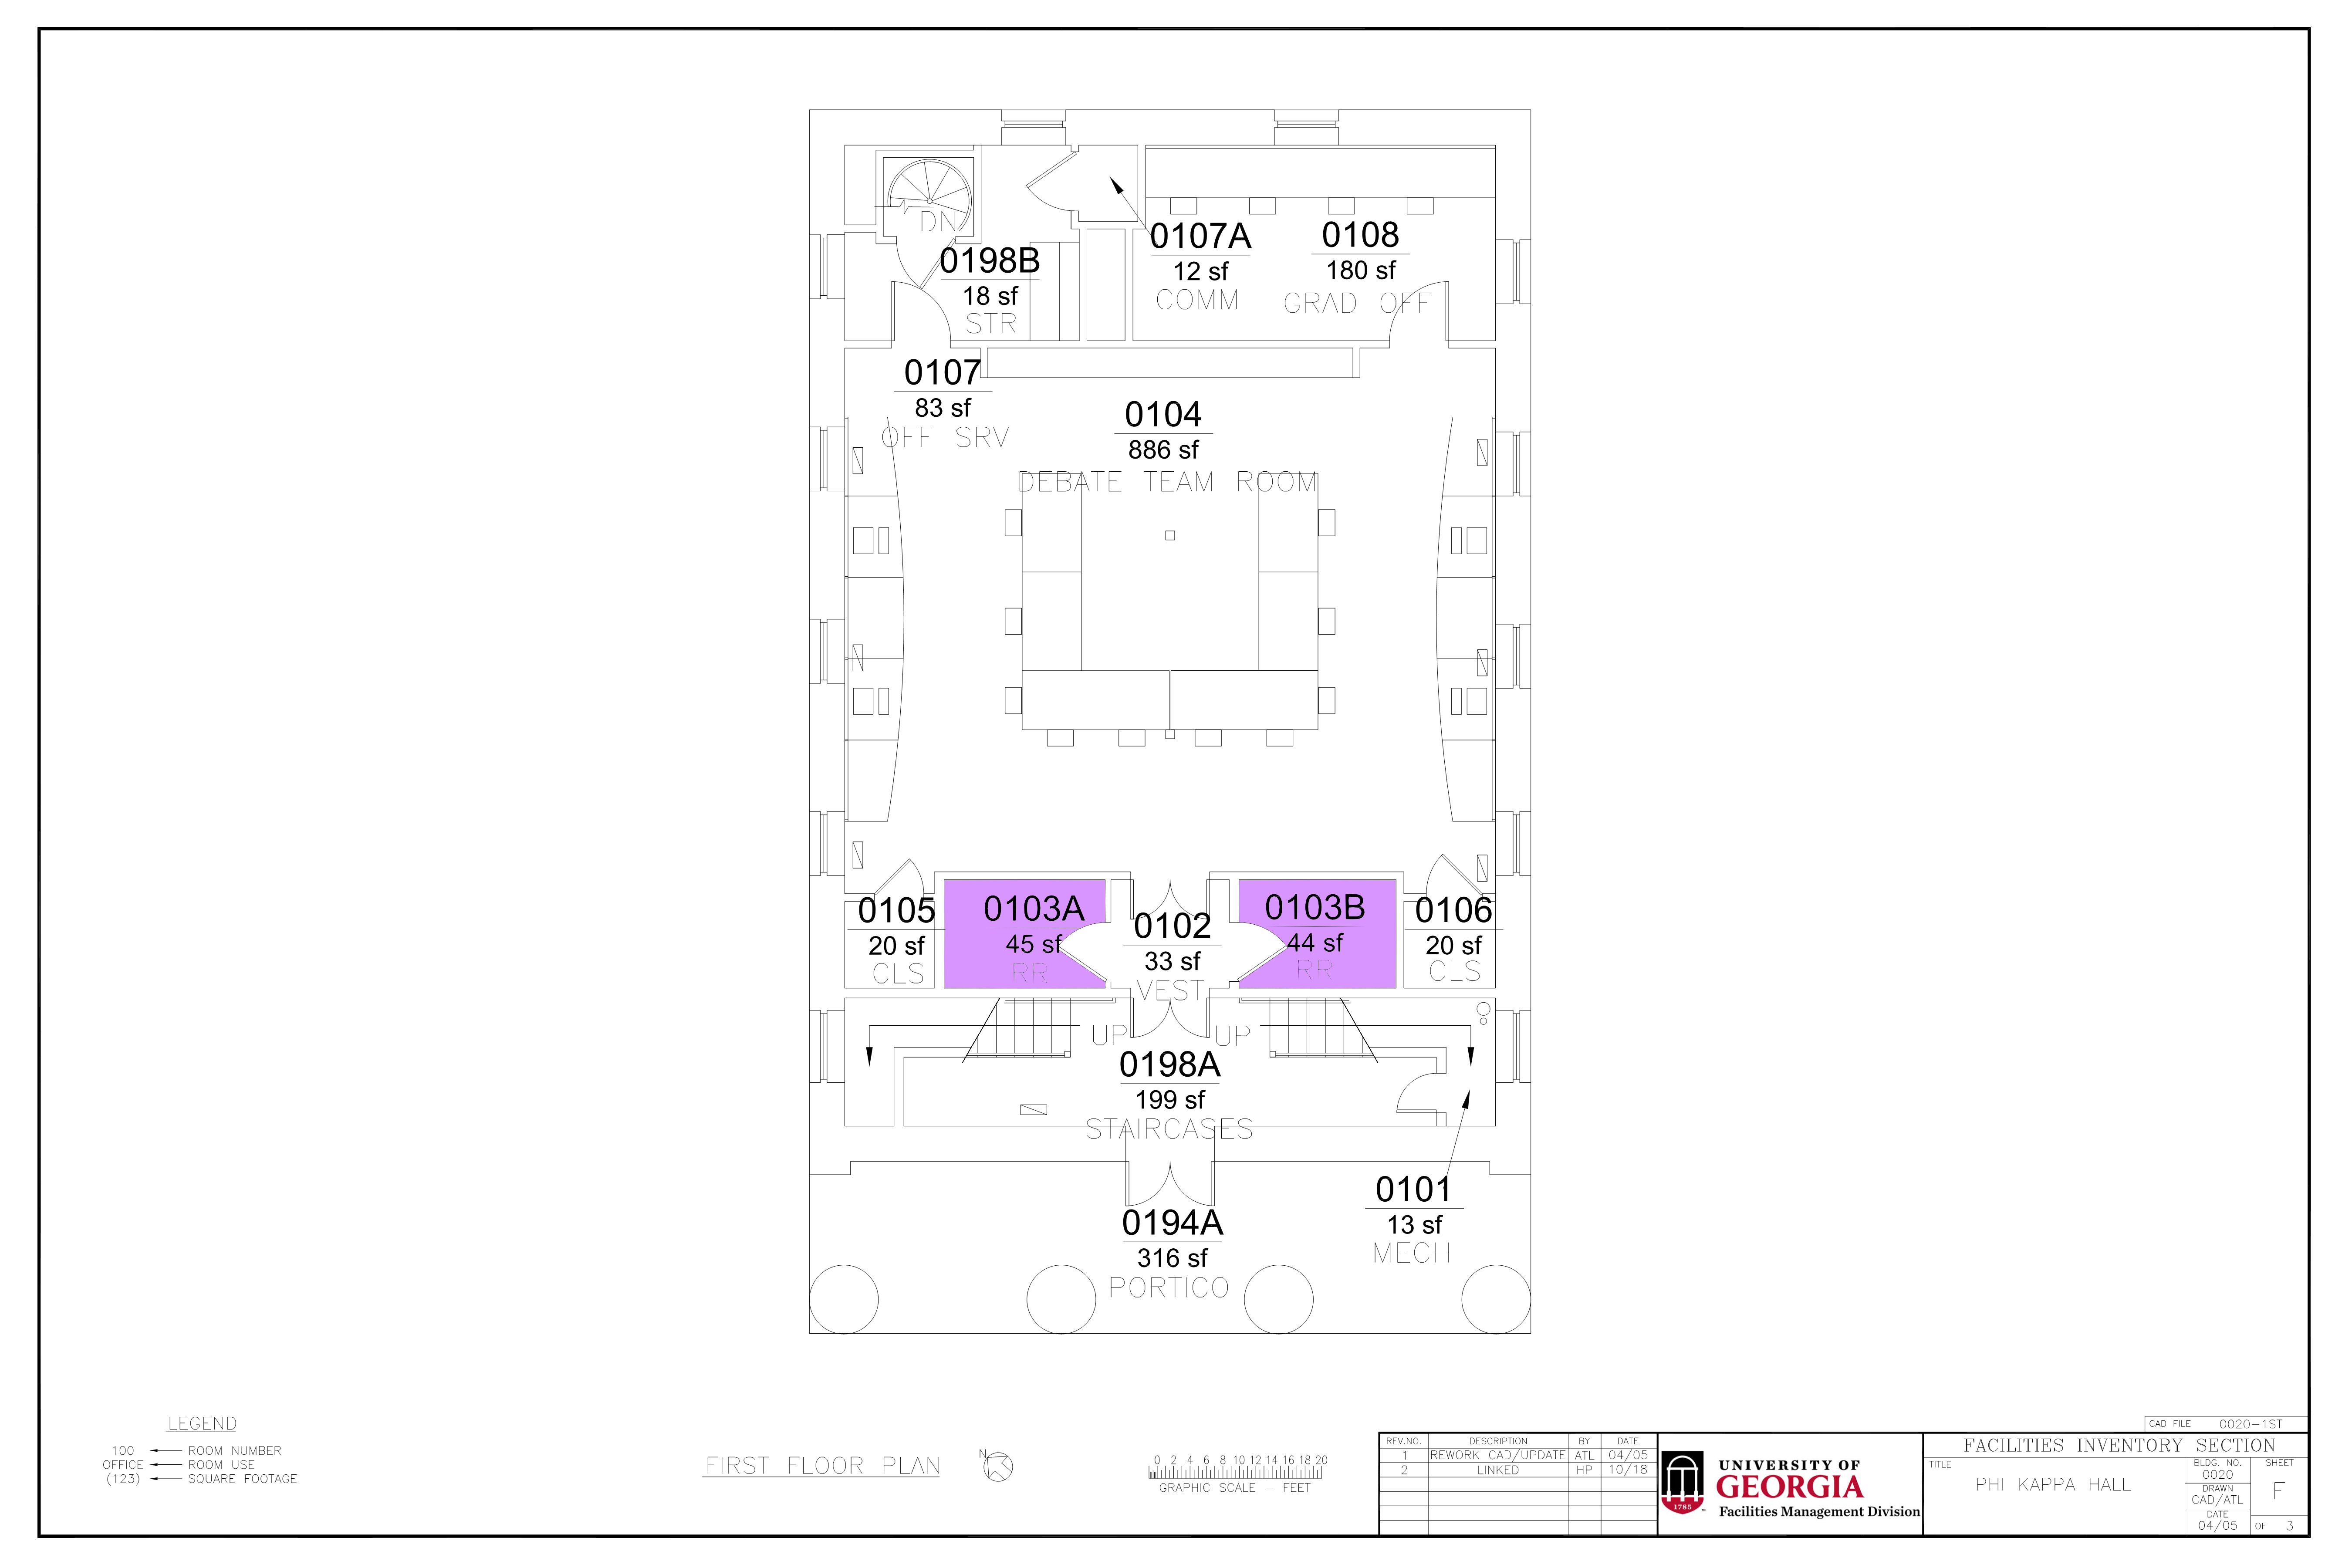 DN
0198B
18 sf
STR
0107A
12 sf
COMM
0108
180 sf
GRAD OFF
0107
83 sf
OFF SRV
0104
886 sf
DEBATE TEAM ROOM
0105
20 sf
CLS
0103A
45 sf
RR
0102
33 sf
VEST
0103B
44 sf
RR
0106
20 sf
CLS
UP
UP
0198A
199 sf
STAIRCASES
0101
13 sf
MECH
0194A
316 sf
PORTICO
LEGEND
100 ROOM NUMBER
OFFICE ROOM USE
(123) SQUARE FOOTAGE
FIRST FLOOR PLAN
N
0 2 4 6 8 10 12 14 16 18 20
GRAPHIC SCALE - FEET
REV.NO. DESCRIPTION BY DATE
1 REWORK CAD/UPDATE ATL 04/05
2 LINKED HP 10/18
1785
UNIVERSITY OF
GEORGIA
Facilities Management Division
CAD FILE 0020-1ST
FACILITIES INVENTORY SECTION
TITLE
PHI KAPPA HALL
BLDG. NO.
0020
DRAWN
CAD/ATL
DATE
04/05
SHEET
F
OF 3